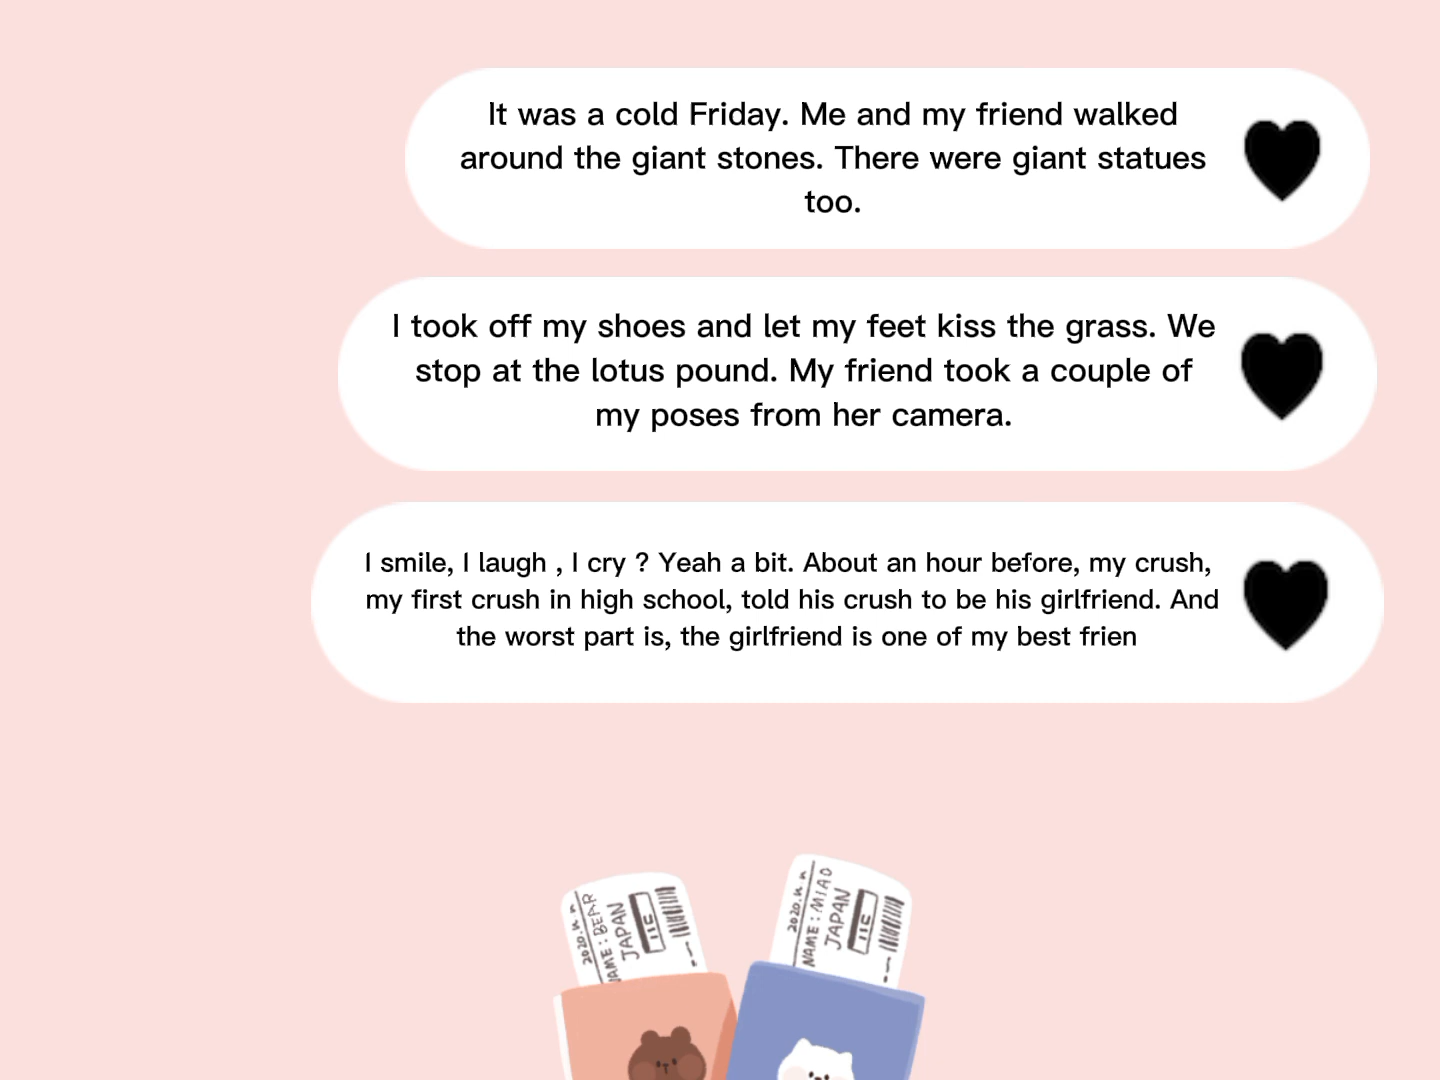 It was a cold Friday. Me and my friend walked
around the giant stones. There were giant statues
too.
I took off my shoes and let my feet kiss the grass. We
stop at the lotus pound. My friend took a couple of
my poses from her camera.
I smile, I laugh , I cry ? Yeah a bit. About an hour before, my crush,
my first crush in high school, told his crush to be his girlfriend. And
the worst part is, the girlfriend is one of my best frien
2020.
NAME : BEAR
JAPAN
2020.
NAME : MIAO
JAPAN